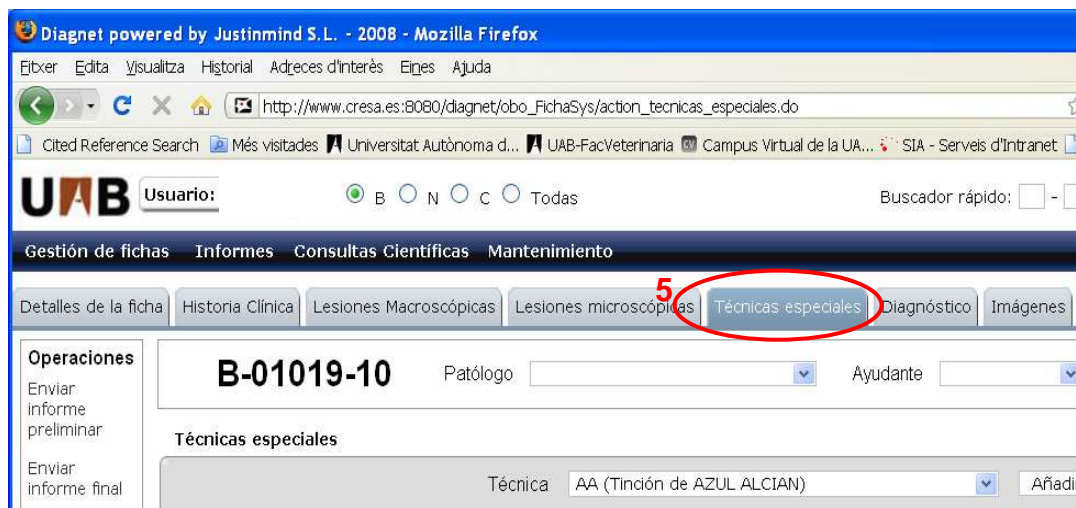 Diagnet powered by Justinmind S.L. - 2008 - Mozilla Firefox
Fitxer Edita Visualitza Historial Adreces d'interès Eines Ajuda
http://www.cresa.es:8080/diagnet/obo_FichaSys/action_tecnicas_especiales.do
Cited Reference Search Més visitades Universitat Autònoma d... UAB-FacVeterinaria Campus Virtual de la UA... SIA - Serveis d'Intranet
UAB Usuario: B N C Todas Buscador rápido: -
Gestión de fichas Informes Consultas Científicas Mantenimiento
5
Detalles de la ficha Historia Clínica Lesiones Macroscópicas Lesiones microscópicas Técnicas especiales Diagnóstico Imágenes
Operaciones
B-01019-10 Patólogo Ayudante
Enviar
informe
preliminar
Técnicas especiales
Enviar
informe final
Técnica AA (Tinción de AZUL ALCIAN) Añadi